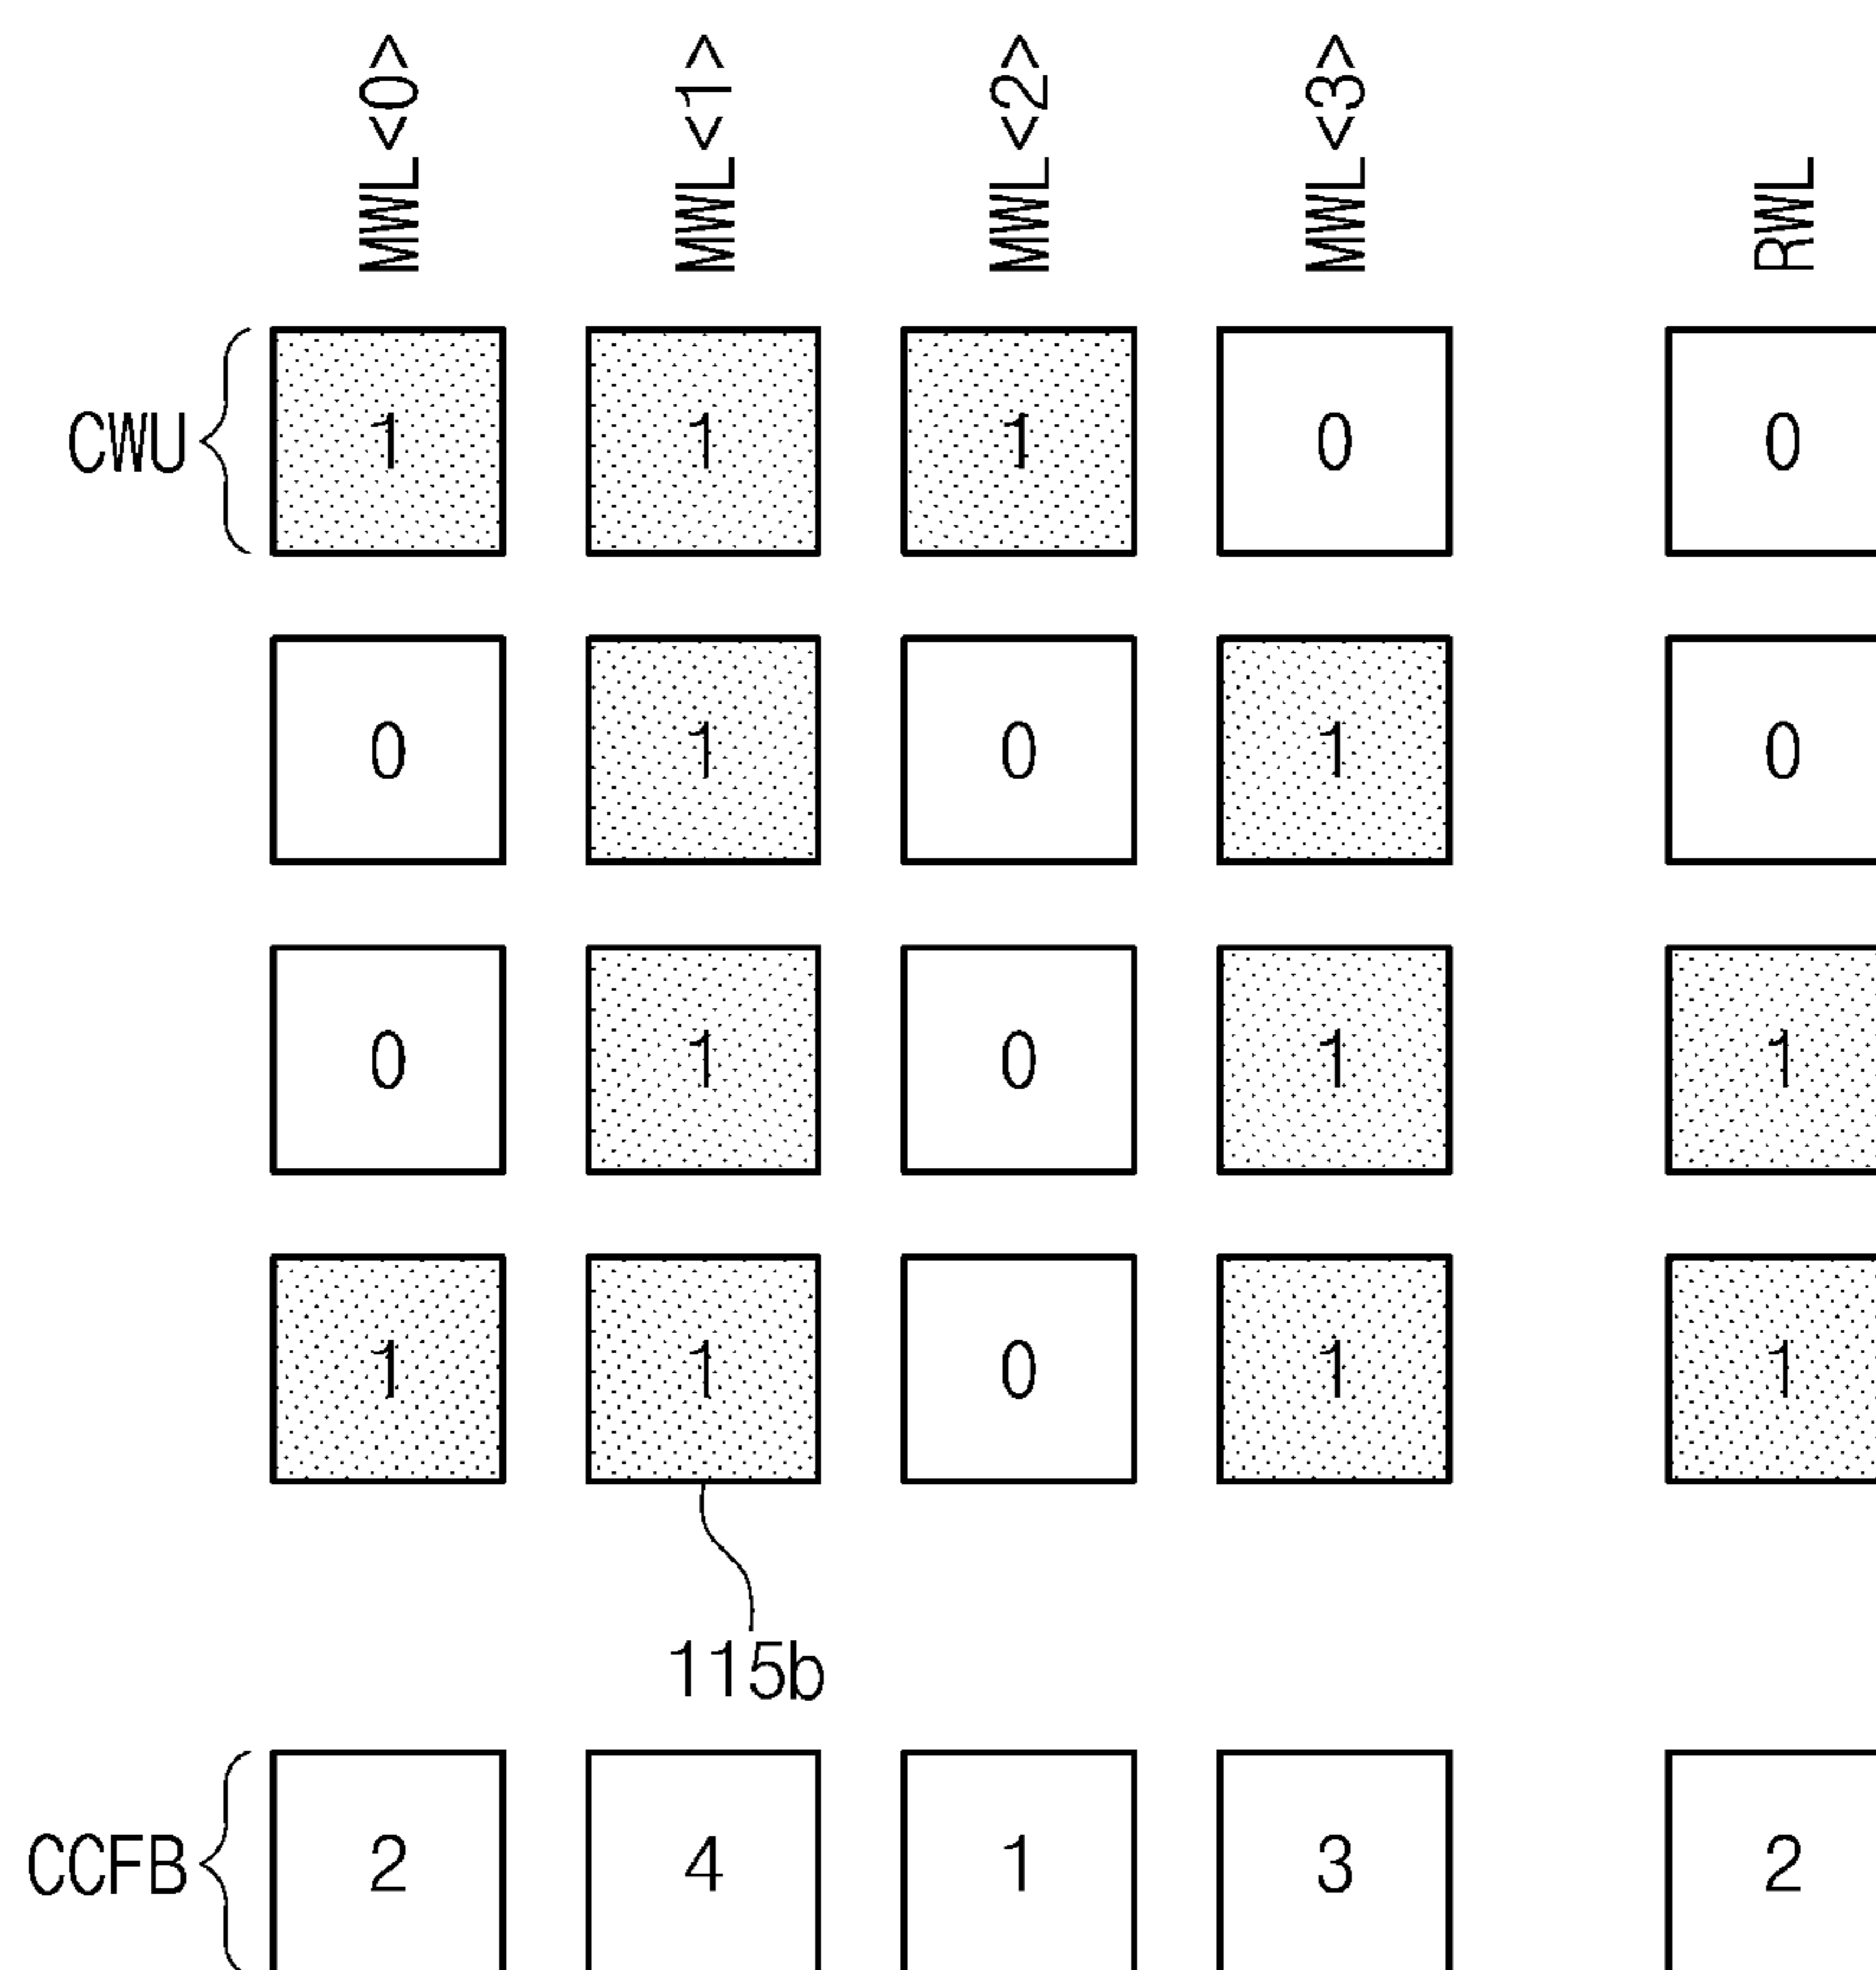 MWL<0> MWL<1> MWL<2> MWL<3> RWL
CWU 1 1 1 0 0
0 1 0 1 0
0 1 0 1 1
1 1 0 1 1
115b
CCFB 2 4 1 3 2